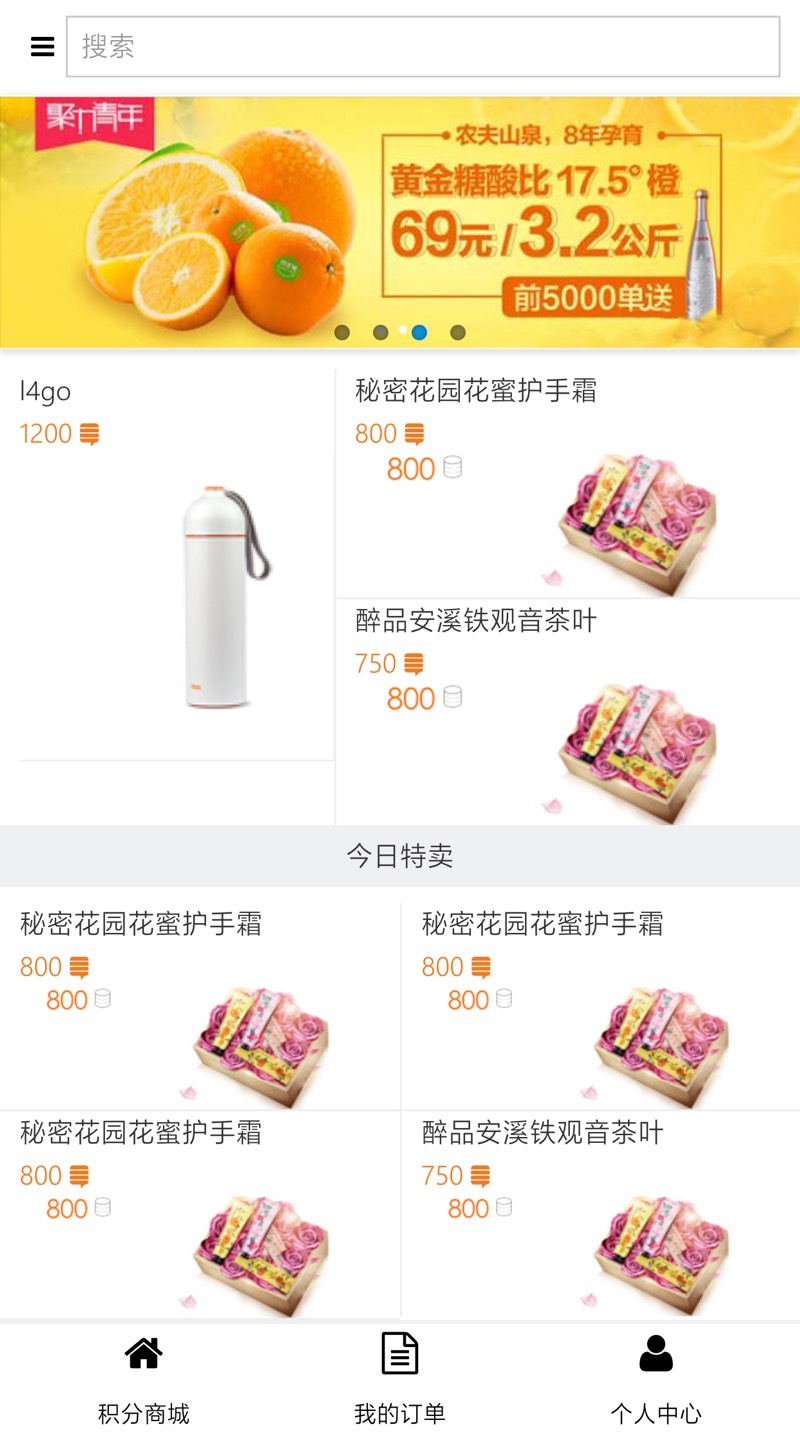 搜索
聚力青年
农夫山泉，8年孕育
黄金糖酸比 17.5°橙
69元/3.2公斤
前5000单送
l4go
1200
秘密花园花蜜护手霜
800
800
醉品安溪铁观音茶叶
750
800
今日特卖
秘密花园花蜜护手霜
800
800
秘密花园花蜜护手霜
800
800
秘密花园花蜜护手霜
800
800
醉品安溪铁观音茶叶
750
800
积分商城
我的订单
个人中心